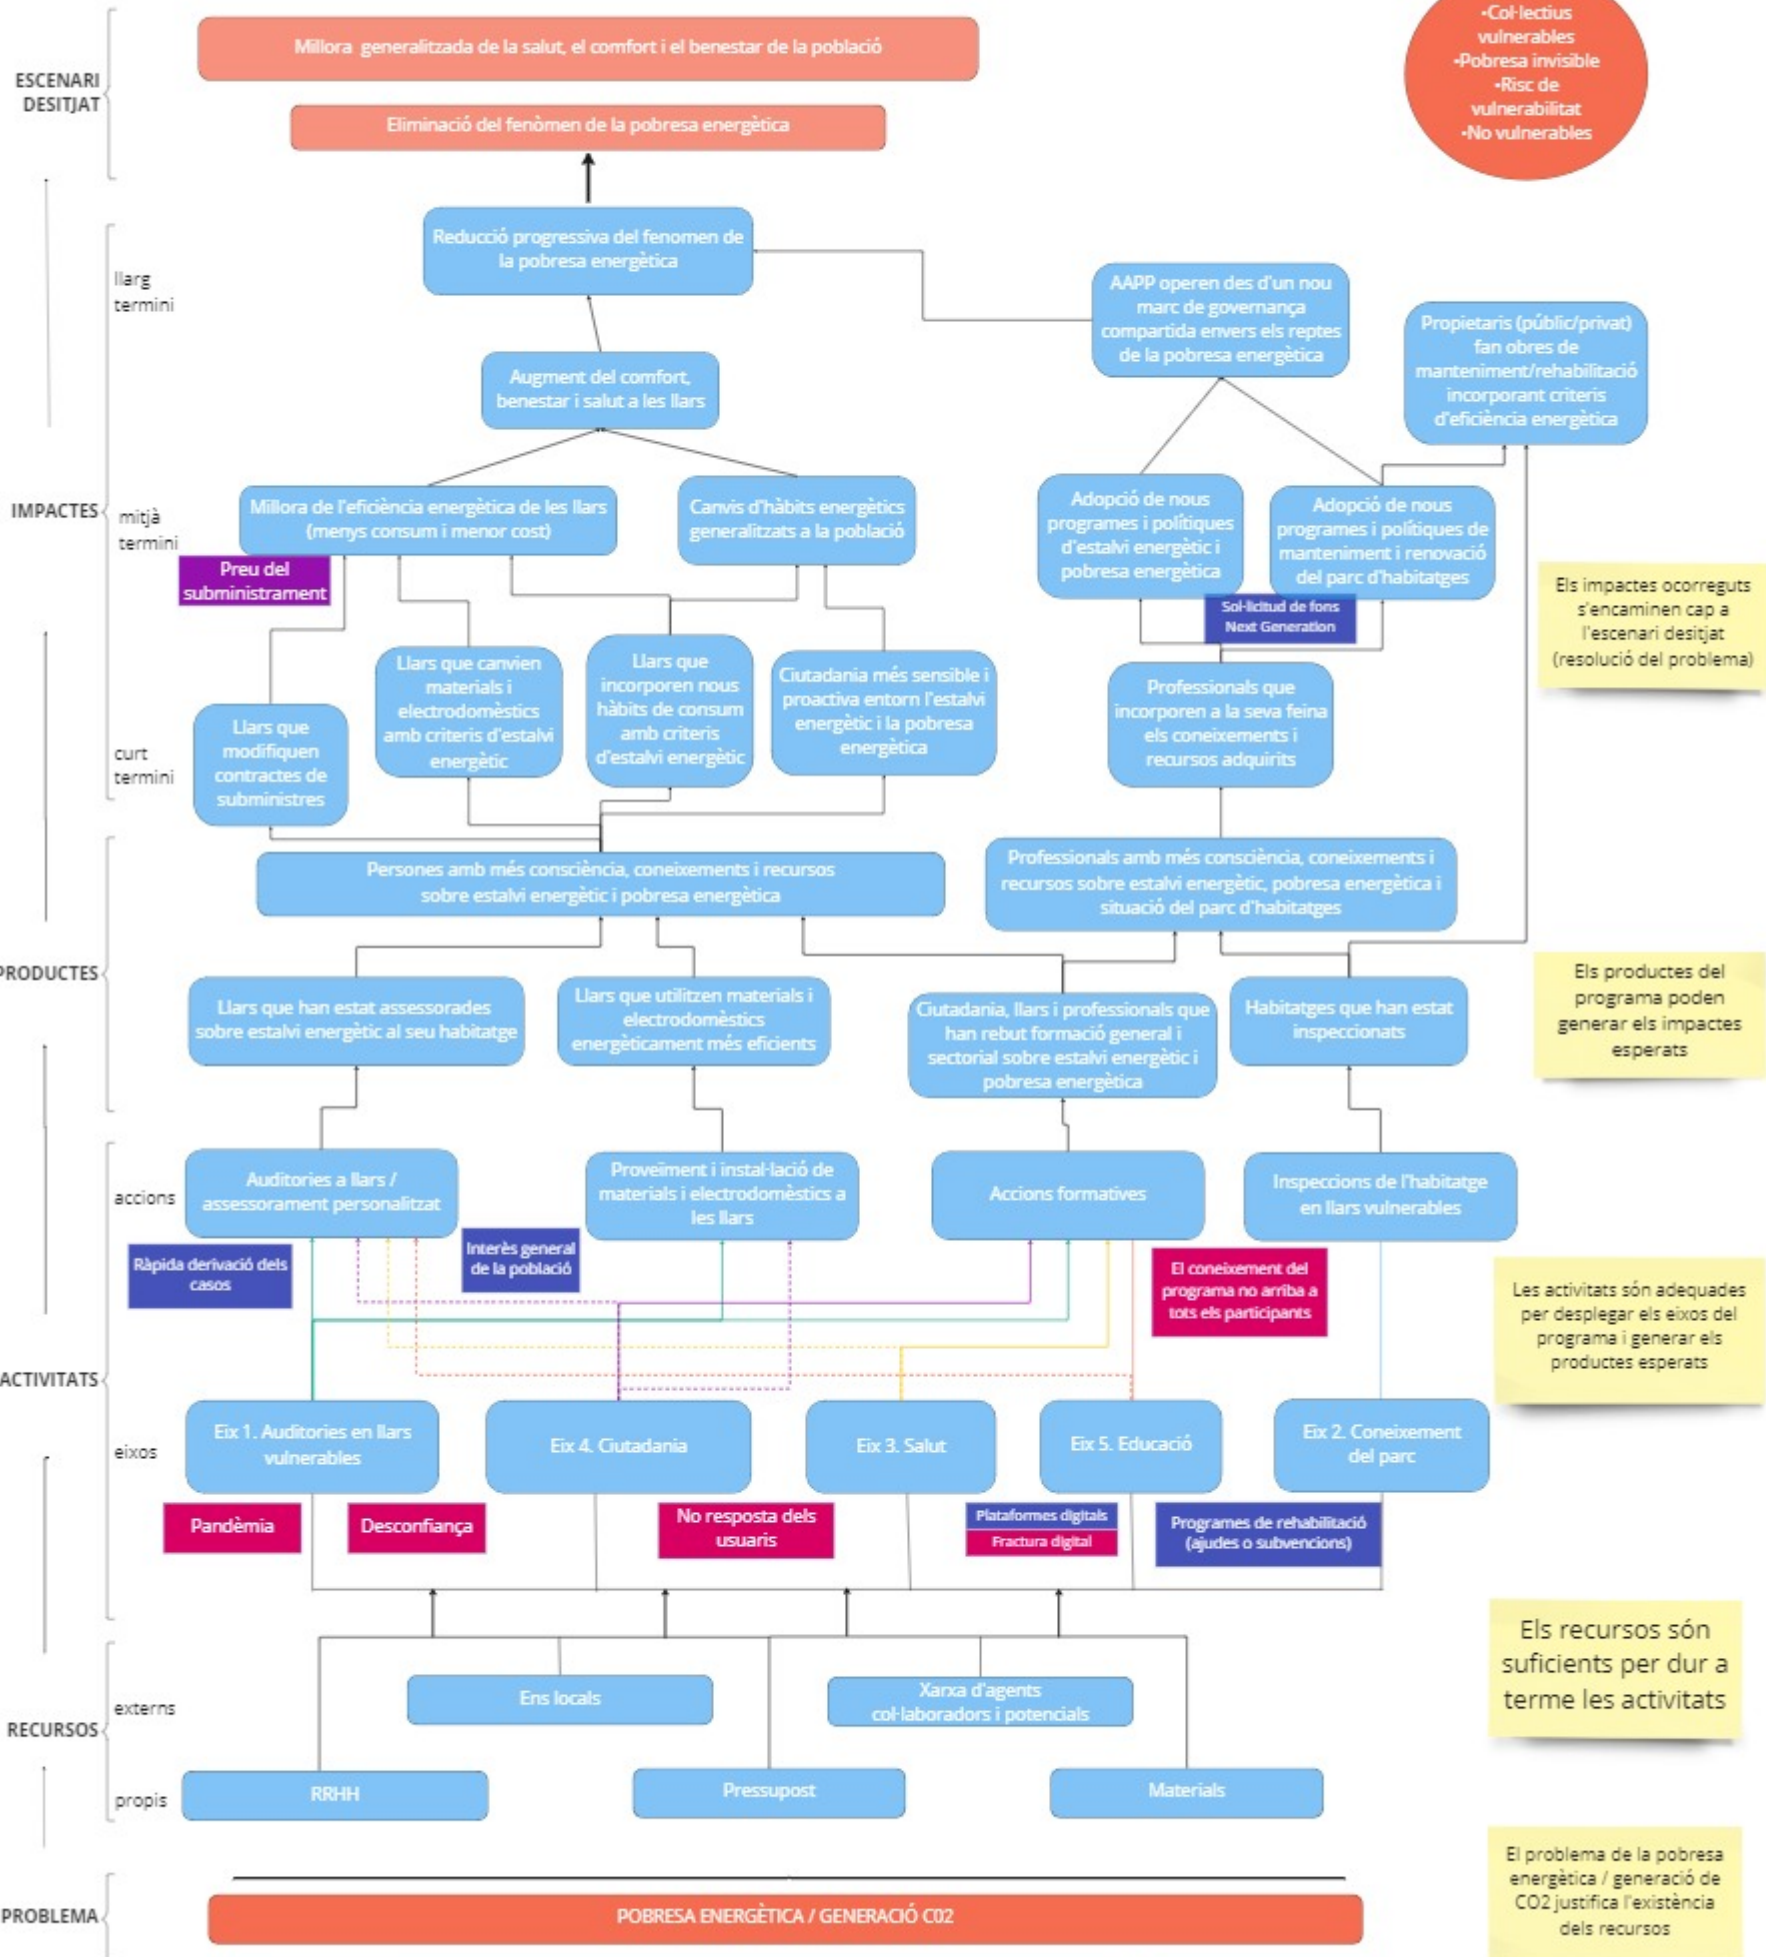 •Col·lectius
vulnerables
•Pobresa invisible
•Risc de
vulnerabilitat
•No vulnerables
ESCENARI
DESITJAT
Millora generalitzada de la salut, el comfort i el benestar de la població
Eliminació del fenòmen de la pobresa energètica
IMPACTES
llarg
termini
Reducció progressiva del fenomen de
la pobresa energètica
AAPP operen des d'un nou
marc de governança
compartida envers els reptes
de la pobresa energètica
Propietaris (públic/privat)
fan obres de
manteniment/rehabilitació
incorporant criteris
d'eficiència energètica
Augment del comfort,
benestar i salut a les llars
mitjà
termini
Millora de l'eficiència energètica de les llars
(menys consum i menor cost)
Canvis d'hàbits energètics
generalitzats a la població
Adopció de nous
programes i polítiques
d'estalvi energètic i
pobresa energètica
Adopció de nous
programes i polítiques de
manteniment i renovació
del parc d'habitatges
Preu del
subministrament
Sol·licitud de fons
Next Generation
Els impactes ocorreguts
s'encaminen cap a
l'escenari desitjat
(resolució del problema)
curt
termini
Llars que
modifiquen
contractes de
subministres
Llars que canvien
materials i
electrodomèstics
amb criteris d'estalvi
energètic
Llars que
incorporen nous
hàbits de consum
amb criteris
d'estalvi energètic
Ciutadania més sensible i
proactiva entorn l'estalvi
energètic i la pobresa
energètica
Professionals que
incorporen a la seva feina
els coneixements i
recursos adquirits
PRODUCTES
Persones amb més consciència, coneixements i recursos
sobre estalvi energètic i pobresa energètica
Professionals amb més consciència, coneixements i
recursos sobre estalvi energètic, pobresa energètica i
situació del parc d'habitatges
Llars que han estat assessorades
sobre estalvi energètic al seu habitatge
Llars que utilitzen materials i
electrodomèstics
energèticament més eficients
Ciutadania, llars i professionals que
han rebut formació general i
sectorial sobre estalvi energètic i
pobresa energètica
Habitatges que han estat
inspeccionats
Els productes del
programa poden
generar els impactes
esperats
ACTIVITATS
accions
Auditories a llars /
assessorament personalitzat
Proveïment i instal·lació de
materials i electrodomèstics a
les llars
Accions formatives
Inspeccions de l'habitatge
en llars vulnerables
Ràpida derivació dels
casos
Interès general
de la població
El coneixement del
programa no arriba a
tots els participants
Les activitats són adequades
per desplegar els eixos del
programa i generar els
productes esperats
eixos
Eix 1. Auditories en llars
vulnerables
Eix 4. Ciutadania
Eix 3. Salut
Eix 5. Educació
Eix 2. Coneixement
del parc
Pandèmia
Desconfiança
No resposta dels
usuaris
Plataformes digitals
Fractura digital
Programes de rehabilitació
(ajudes o subvencions)
RECURSOS
externs
Ens locals
Xarxa d'agents
col·laboradors i potencials
Els recursos són
suficients per dur a
terme les activitats
propis
RRHH
Pressupost
Materials
PROBLEMA
POBRESA ENERGÈTICA / GENERACIÓ C02
El problema de la pobresa
energètica / generació de
CO2 justifica l'existència
dels recursos